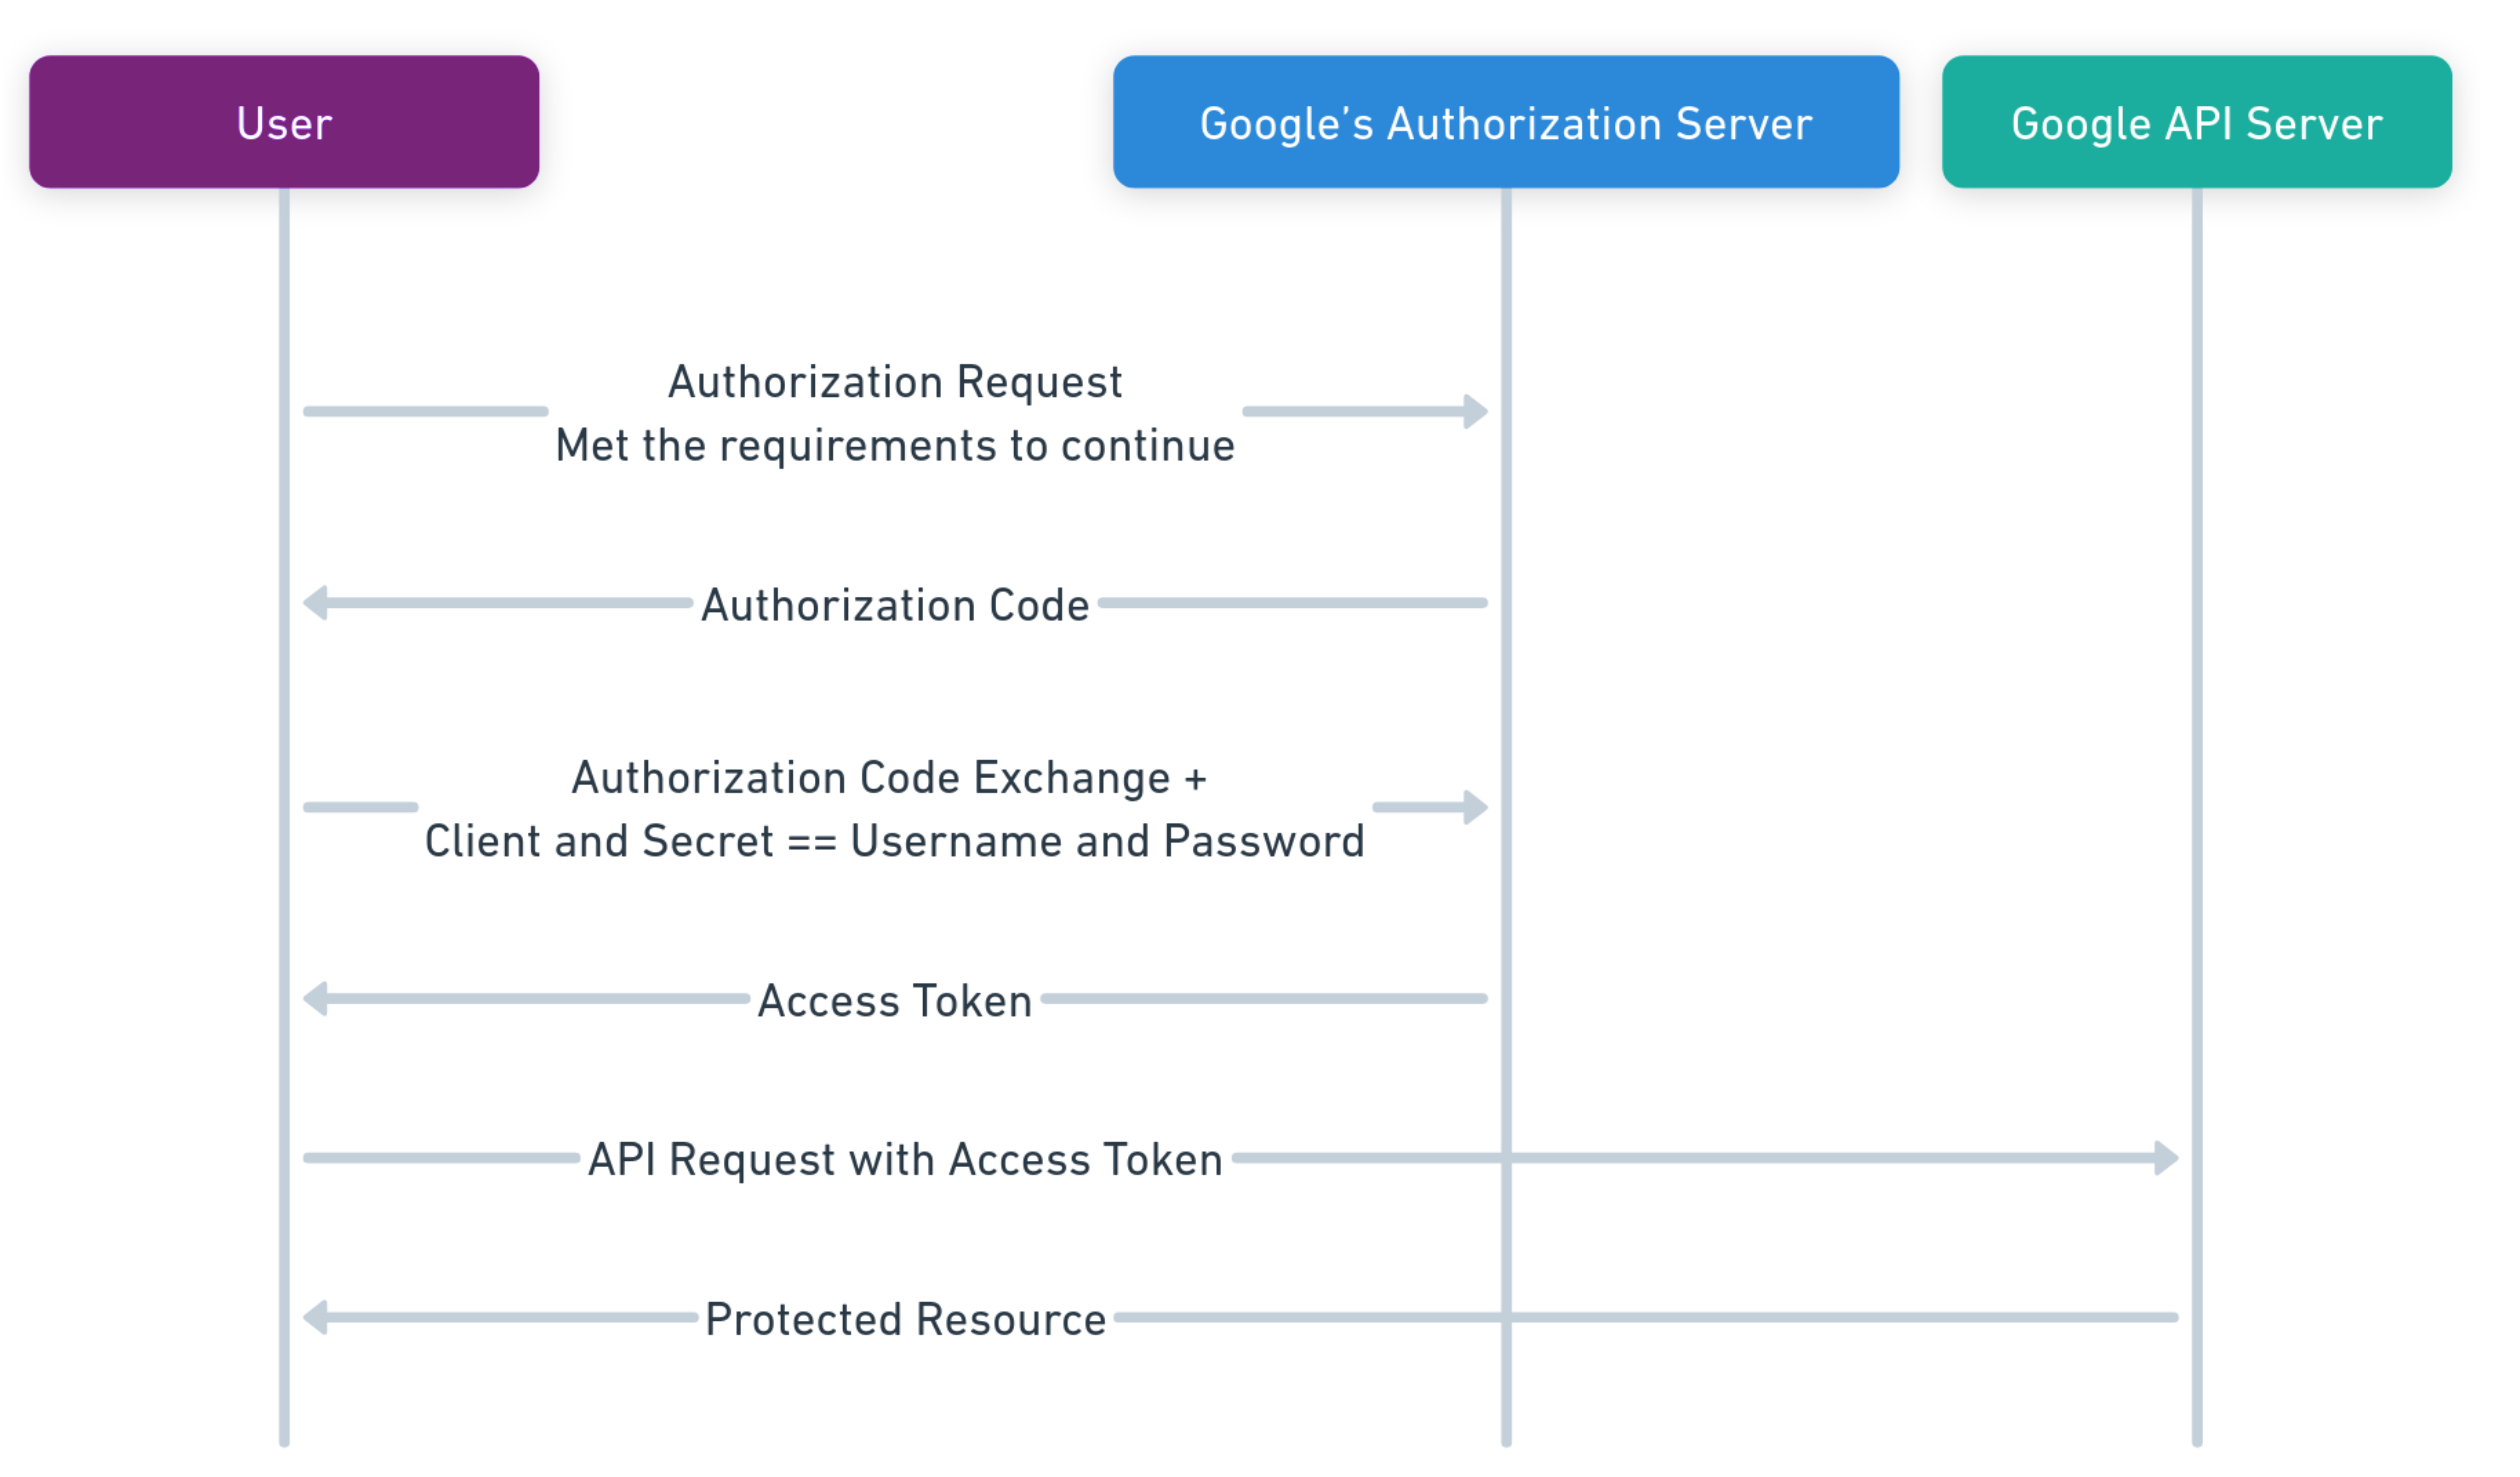 User
Google’s Authorization Server
Google API Server
Authorization Request
Met the requirements to continue
Authorization Code
Authorization Code Exchange +
Client and Secret == Username and Password
Access Token
API Request with Access Token
Protected Resource